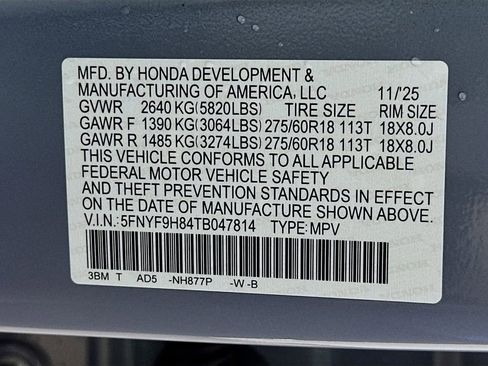 MFD. BY HONDA DEVELOPMENT &
MANUFACTURING OF AMERICA, LLC 11/'25
GVWR 2640 KG(5820LBS) TIRE SIZE RIM SIZE
GAWR F 1390 KG(3064LBS) 275/60R18 113T 18X8.0J
GAWR R 1485 KG(3274LBS) 275/60R18 113T 18X8.0J
THIS VEHICLE CONFORMS TO ALL APPLICABLE
FEDERAL MOTOR VEHICLE SAFETY
AND THEFT PREVENTION STANDARDS IN EFFECT
ON THE DATE OF MANUFACTURE SHOWN ABOVE.
V.I.N.: 5FNYF9H84TB047814 TYPE: MPV
3BM T AD5 -NH877P -W -B